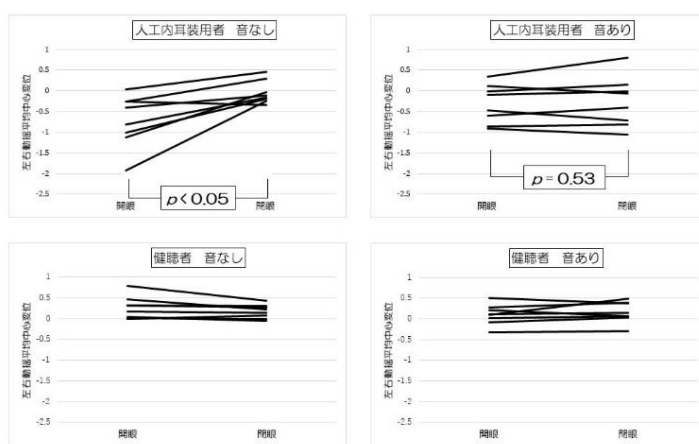 人工内耳装用者 音なし
左右動揺平均中心変位
1
0.5
0
-0.5
-1
-1.5
-2
-2.5
開眼
閉眼
p<0.05
人工内耳装用者 音あり
左右動揺平均中心変位
1
0.5
0
-0.5
-1
-1.5
-2
-2.5
開眼
閉眼
p=0.53
健聴者 音なし
左右動揺平均中心変位
1
0.5
0
-0.5
-1
-1.5
-2
-2.5
開眼
閉眼
健聴者 音あり
左右動揺平均中心変位
1
0.5
0
-0.5
-1
-1.5
-2
-2.5
開眼
閉眼